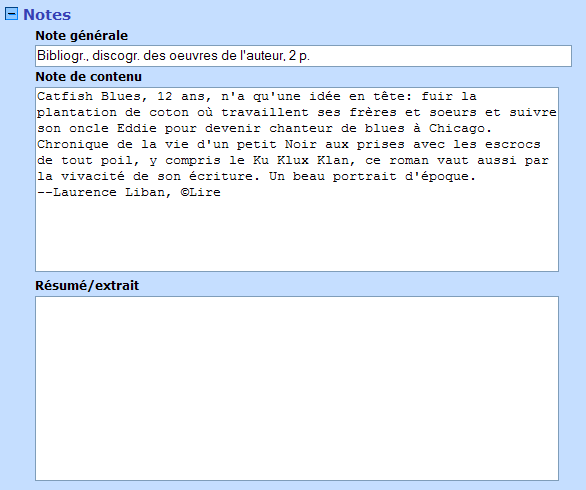 Notes
Note générale
Bibliogr., discogr. des oeuvres de l'auteur, 2 p.
Note de contenu
Catfish Blues, 12 ans, n'a qu'une idée en tête: fuir la
plantation de coton où travaillent ses frères et soeurs et suivre
son oncle Eddie pour devenir chanteur de blues à Chicago.
Chronique de la vie d'un petit Noir aux prises avec les escrocs
de tout poil, y compris le Ku Klux Klan, ce roman vaut aussi par
la vivacité de son écriture. Un beau portrait d'époque.
--Laurence Liban, ©Lire
Résumé/extrait